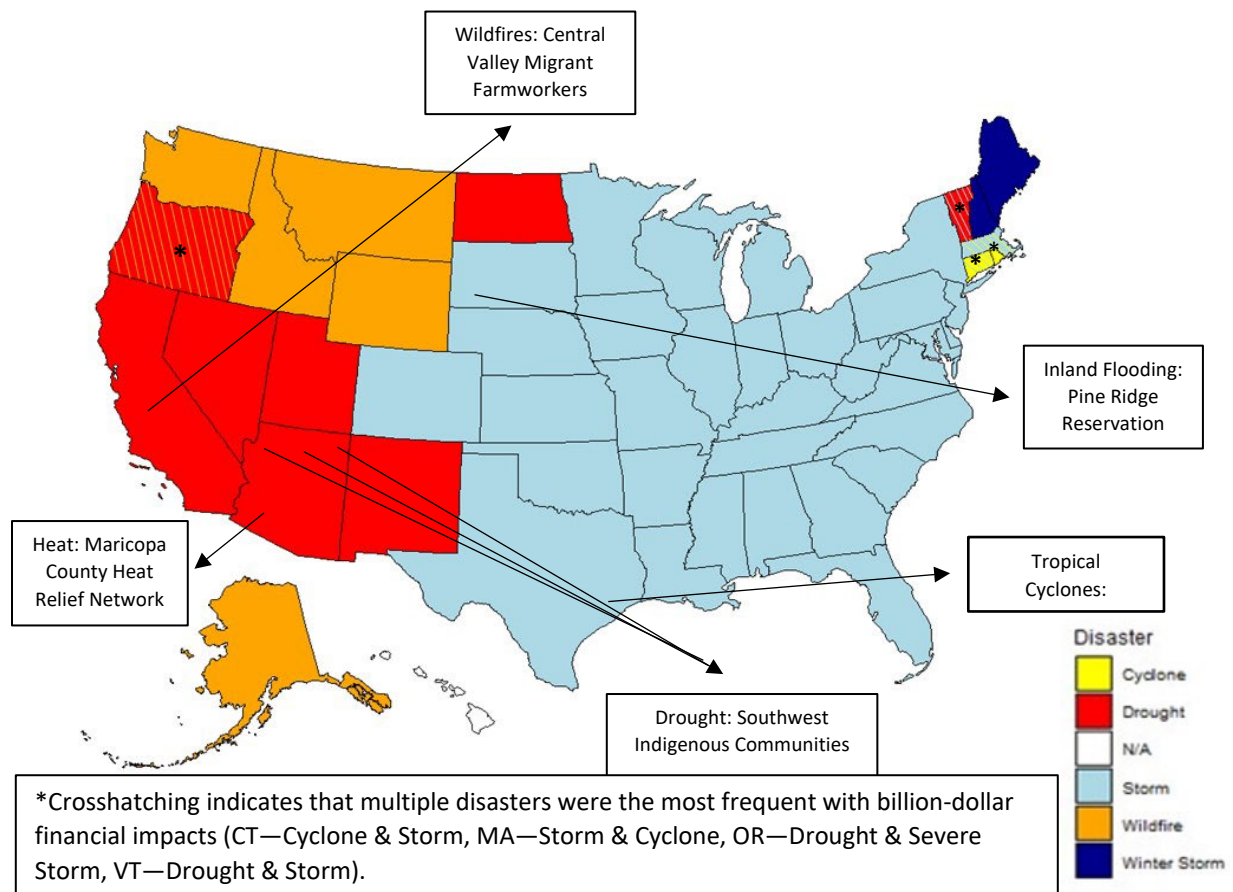 Wildfires: Central
Valley Migrant
Farmworkers
*
*
*
*
Inland Flooding:
Pine Ridge
Reservation
Heat: Maricopa
County Heat
Relief Network
Tropical
Cyclones:
Drought: Southwest
Indigenous Communities
Disaster
Cyclone
Drought
N/A
Storm
Wildfire
Winter Storm
*Crosshatching indicates that multiple disasters were the most frequent with billion-dollar
financial impacts (CT—Cyclone & Storm, MA—Storm & Cyclone, OR—Drought & Severe
Storm, VT—Drought & Storm).